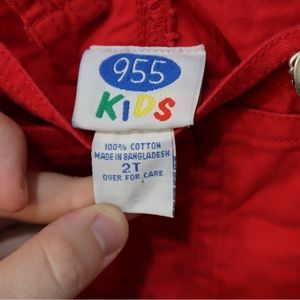 955
KIDS
100% COTTON
MADE IN BANGLADESH
2T
OVER FOR CARE